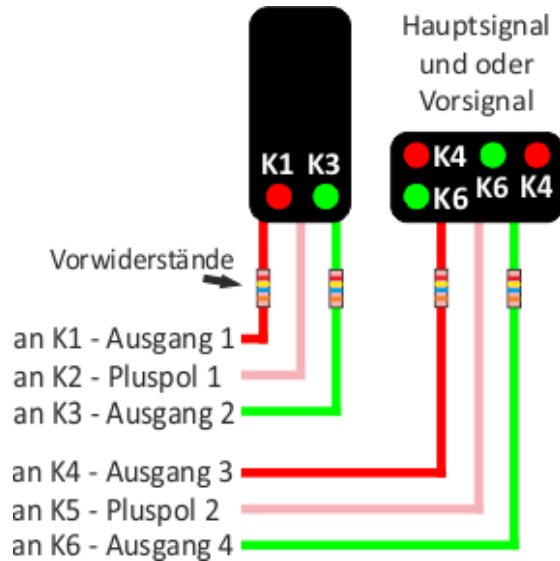 Hauptsignal
und oder
Vorsignal
K1 K3
K4
K6 K6 K4
Vorwiderstände
an K1 - Ausgang 1
an K2 - Pluspol 1
an K3 - Ausgang 2
an K4 - Ausgang 3
an K5 - Pluspol 2
an K6 - Ausgang 4